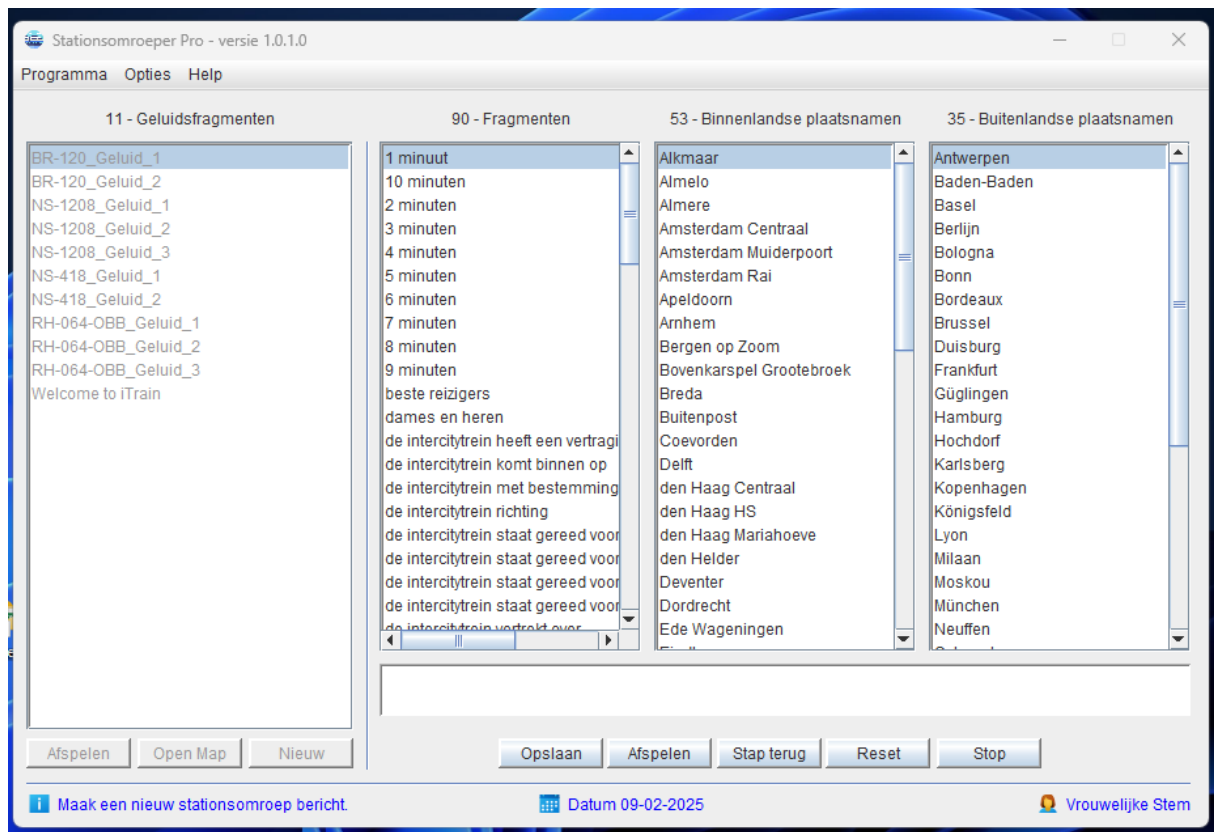 Stationsomroeper Pro - versie 1.0.1.0
Programma Opties Help
11 - Geluidsfragmenten
BR-120_Geluid_1
BR-120_Geluid_2
NS-1208_Geluid_1
NS-1208_Geluid_2
NS-1208_Geluid_3
NS-418_Geluid_1
NS-418_Geluid_2
RH-064-OBB_Geluid_1
RH-064-OBB_Geluid_2
RH-064-OBB_Geluid_3
Welcome to iTrain
Afspelen Open Map Nieuw
90 - Fragmenten
1 minuut
10 minuten
2 minuten
3 minuten
4 minuten
5 minuten
6 minuten
7 minuten
8 minuten
9 minuten
beste reizigers
dames en heren
de intercitytrein heeft een vertragi
de intercitytrein komt binnen op
de intercitytrein met bestemming
de intercitytrein richting
de intercitytrein staat gereed voor
de intercitytrein staat gereed voor
de intercitytrein staat gereed voor
de intercitytrein staat gereed voor
de intercitytrein vertrekt over
53 - Binnenlandse plaatsnamen
Alkmaar
Almelo
Almere
Amsterdam Centraal
Amsterdam Muiderpoort
Amsterdam Rai
Apeldoorn
Arnhem
Bergen op Zoom
Bovenkarspel Grootebroek
Breda
Buitenpost
Coevorden
Delft
den Haag Centraal
den Haag HS
den Haag Mariahoeve
den Helder
Deventer
Dordrecht
Ede Wageningen
35 - Buitenlandse plaatsnamen
Antwerpen
Baden-Baden
Basel
Berlijn
Bologna
Bonn
Bordeaux
Brussel
Duisburg
Frankfurt
Güglingen
Hamburg
Hochdorf
Karlsberg
Kopenhagen
Königsfeld
Lyon
Milaan
Moskou
München
Neuffen
Opslaan Afspelen Stap terug Reset Stop
Maak een nieuw stationsomroep bericht.
Datum 09-02-2025
Vrouwelijke Stem